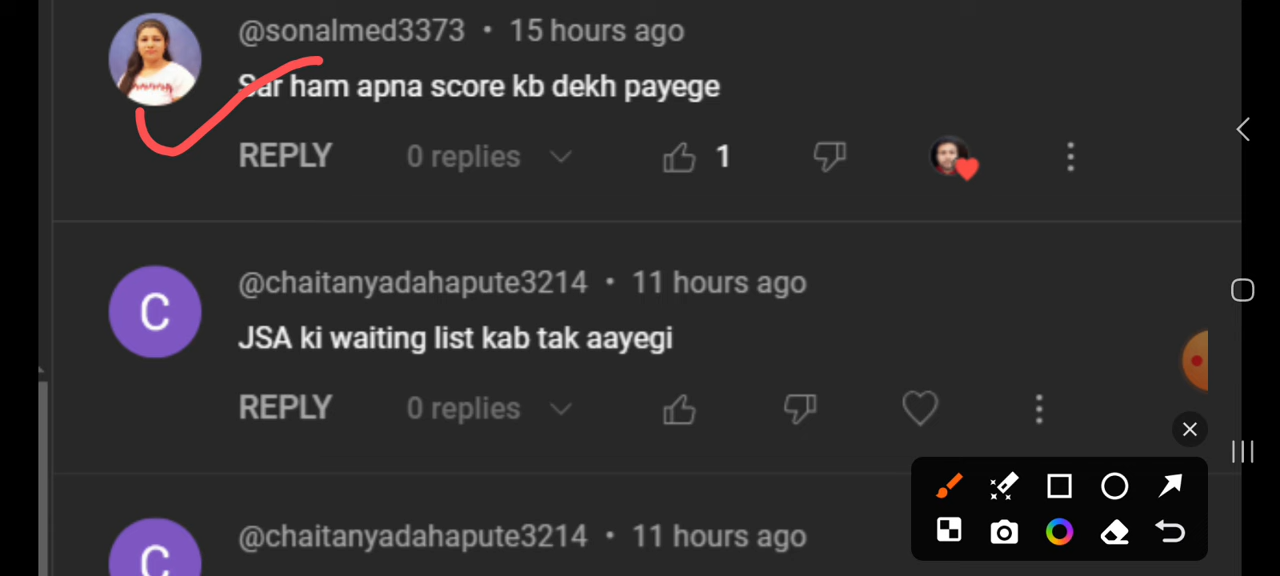 @sonalmed3373 • 15 hours ago
Sar ham apna score kb dekh payege
REPLY 0 replies 1
@chaitanyadahapute3214 • 11 hours ago
JSA ki waiting list kab tak aayegi
REPLY 0 replies
C
@chaitanyadahapute3214 • 11 hours ago
C